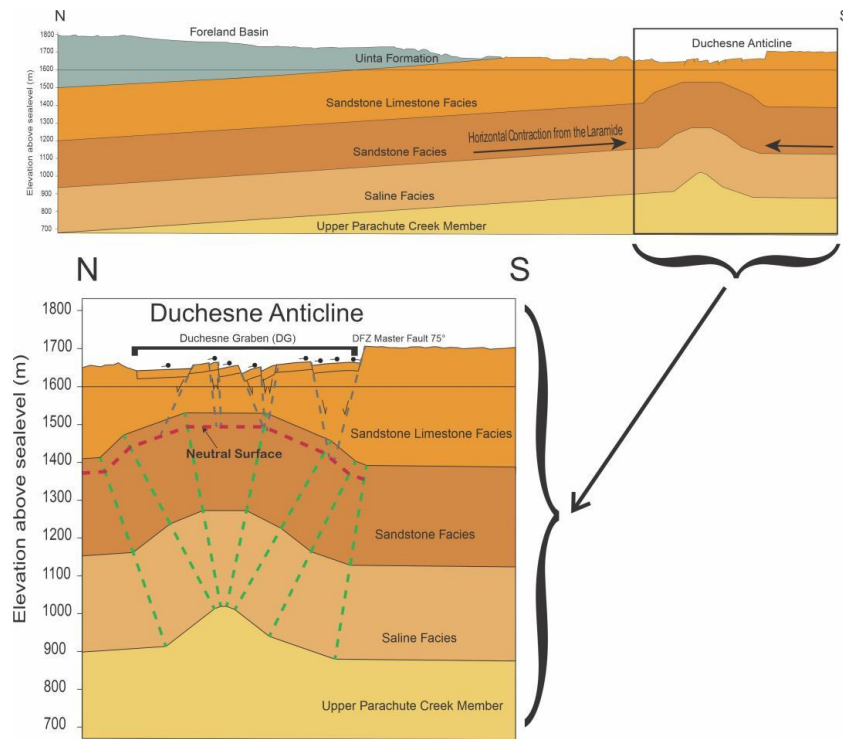 N
S
Foreland Basin
Duchesne Anticline
Uinta Formation
Sandstone Limestone Facies
Horizontal Contraction from the Laramide
Sandstone Facies
Saline Facies
Upper Parachute Creek Member
Elevation above sealevel (m)
1800
1700
1600
1500
1400
1300
1200
1100
1000
900
800
700
N
S
Duchesne Anticline
Duchesne Graben (DG)
DFZ Master Fault 75°
Sandstone Limestone Facies
Neutral Surface
Sandstone Facies
Saline Facies
Upper Parachute Creek Member
Elevation above sealevel (m)
1800
1700
1600
1500
1400
1300
1200
1100
1000
900
800
700